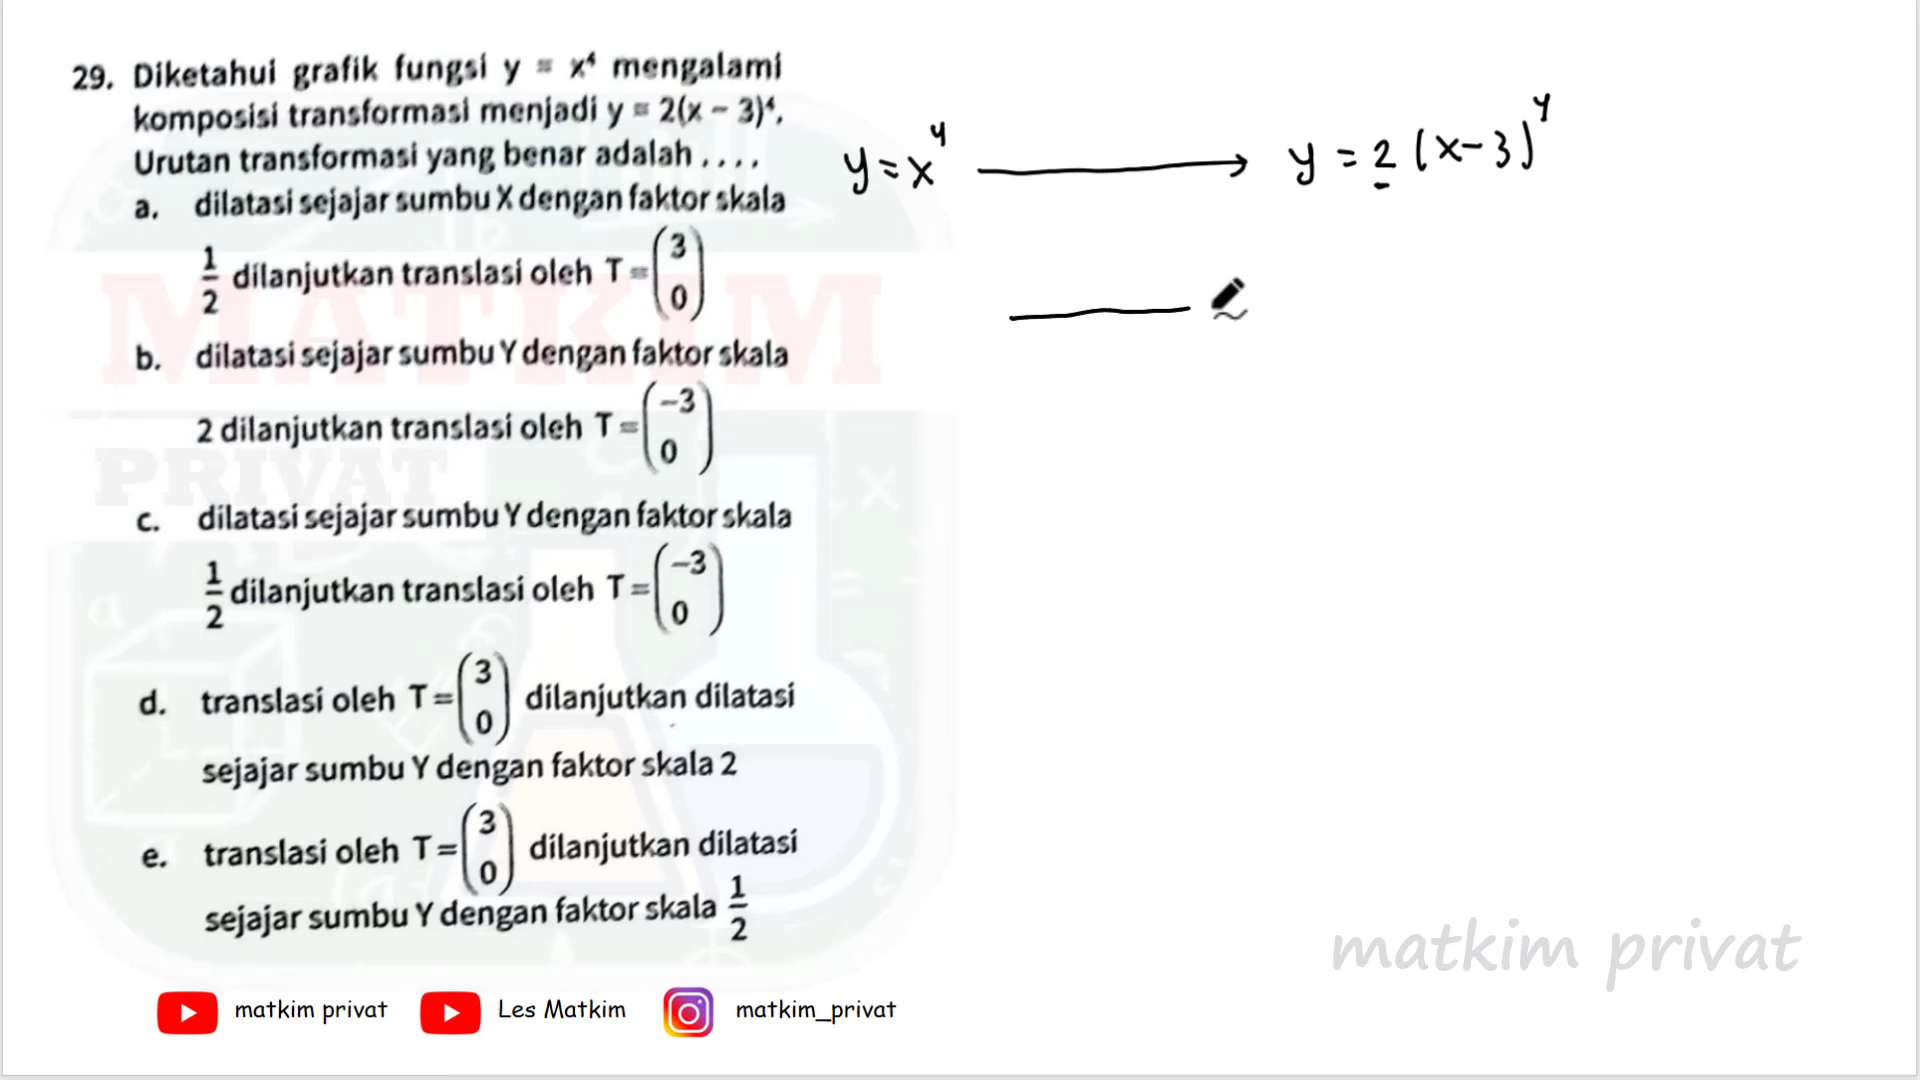 29. Diketahui grafik fungsi y = x⁴ mengalami
komposisi transformasi menjadi y = 2(x − 3)⁴.
Urutan transformasi yang benar adalah . . . .
a. dilatasi sejajar sumbu X dengan faktor skala
1/2 dilanjutkan translasi oleh T = (3 0)
b. dilatasi sejajar sumbu Y dengan faktor skala
2 dilanjutkan translasi oleh T = (−3 0)
c. dilatasi sejajar sumbu Y dengan faktor skala
1/2 dilanjutkan translasi oleh T = (−3 0)
d. translasi oleh T = (3 0) dilanjutkan dilatasi
sejajar sumbu Y dengan faktor skala 2
e. translasi oleh T = (3 0) dilanjutkan dilatasi
sejajar sumbu Y dengan faktor skala 1/2
y = x⁴ → y = 2 (x−3)⁴
MATKIM
PRIVAT
matkim privat
matkim privat
Les Matkim
matkim_privat